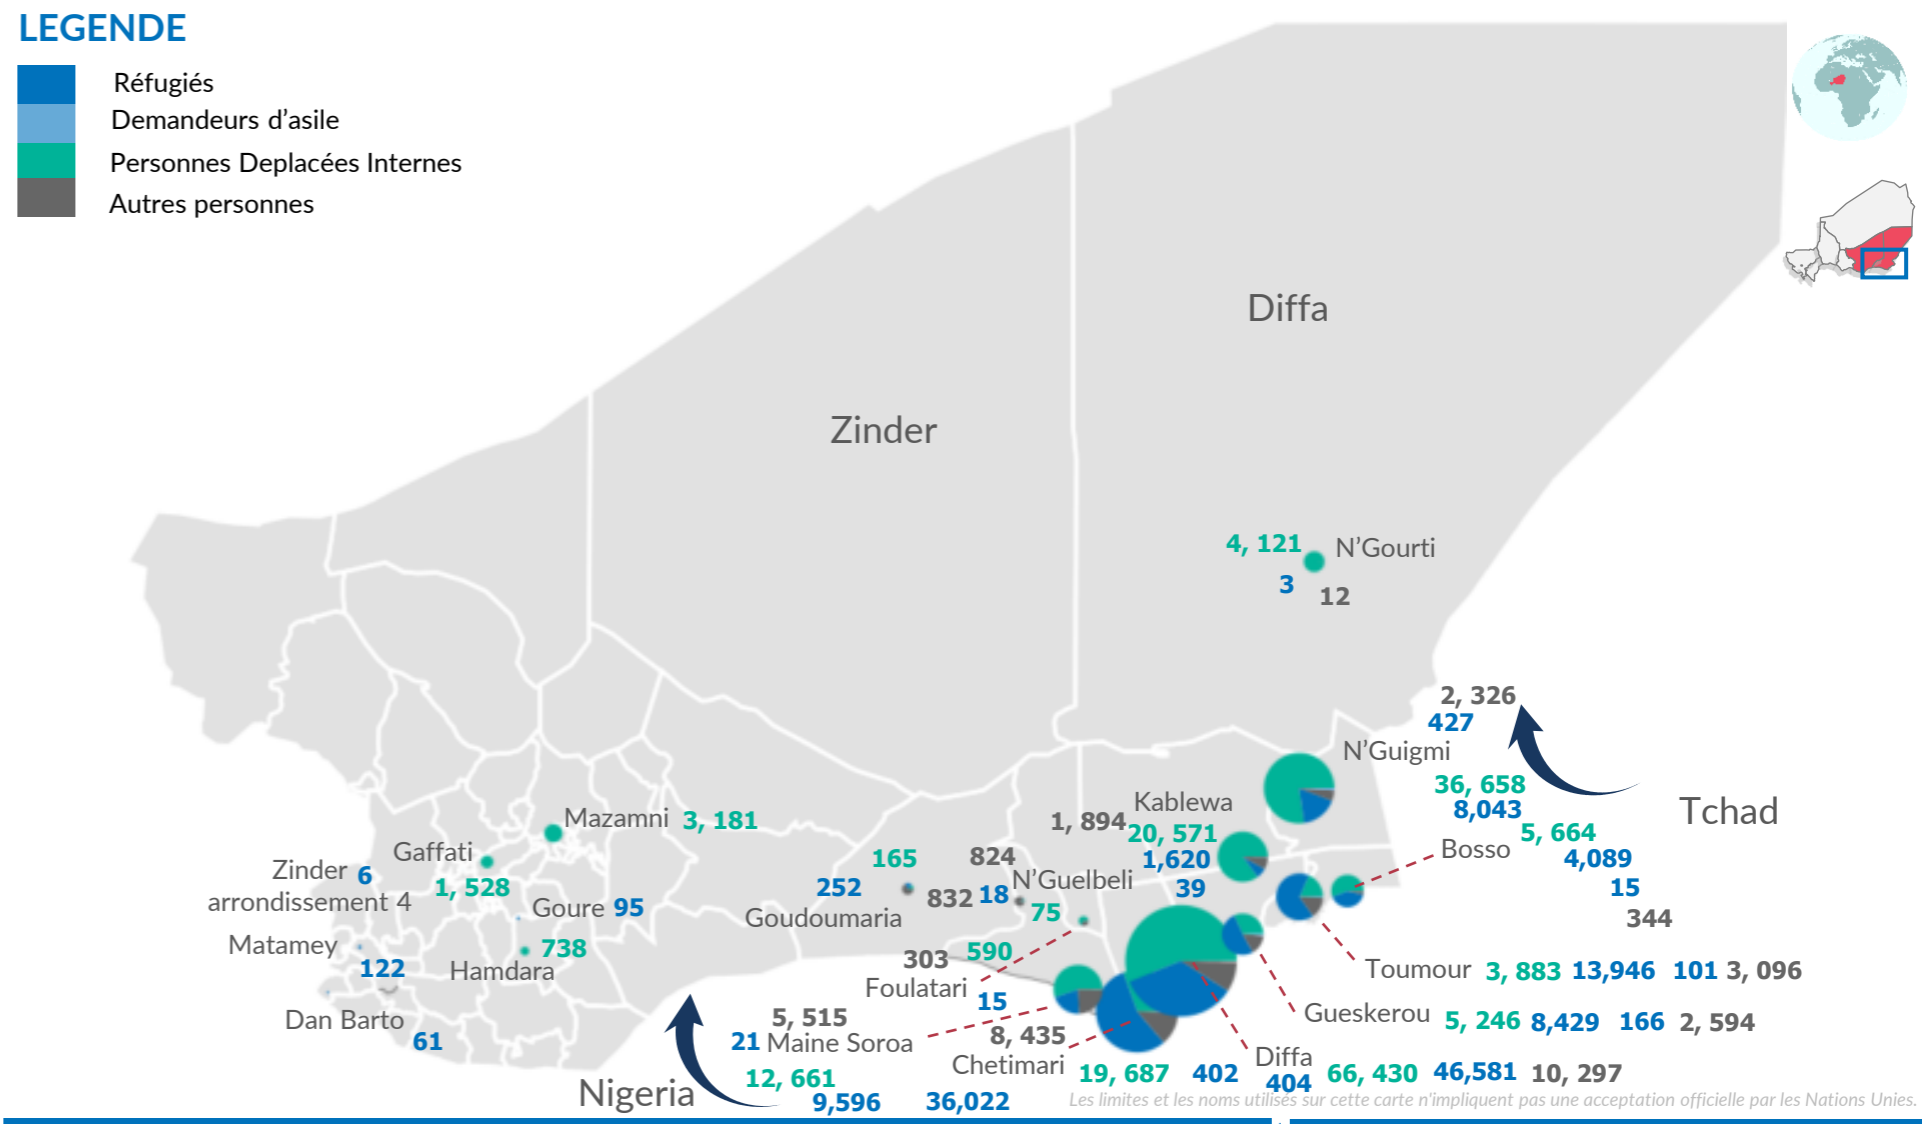 LEGENDE
Réfugiés
Demandeurs d'asile
Personnes Deplacées Internes
Autres personnes
Diffa
Zinder
4, 121 N'Gourti
3
12
2, 326
427
N'Guigmi
36, 658
8,043
Tchad
Kablewa
1, 894
20, 571
1,620
39
5, 664
Bosso
4,089
15
344
Mazamni 3, 181
Gaffati
1, 528
Zinder 6
arrondissement 4
Goure 95
Matamey
122
738
Hamdara
Dan Barto
61
165
252
832
Goudoumaria
824
18 N'Guelbeli
75
303 590
Foulatari
15
5, 515
21 Maine Soroa
12, 661
9,596
8, 435
Chetimari
19, 687 402
36,022
Toumour 3, 883 13,946 101 3, 096
Gueskerou 5, 246 8,429 166 2, 594
Diffa
404 66, 430 46,581 10, 297
Nigeria
Les limites et les noms utilisés sur cette carte n'impliquent pas une acceptation officielle par les Nations Unies.